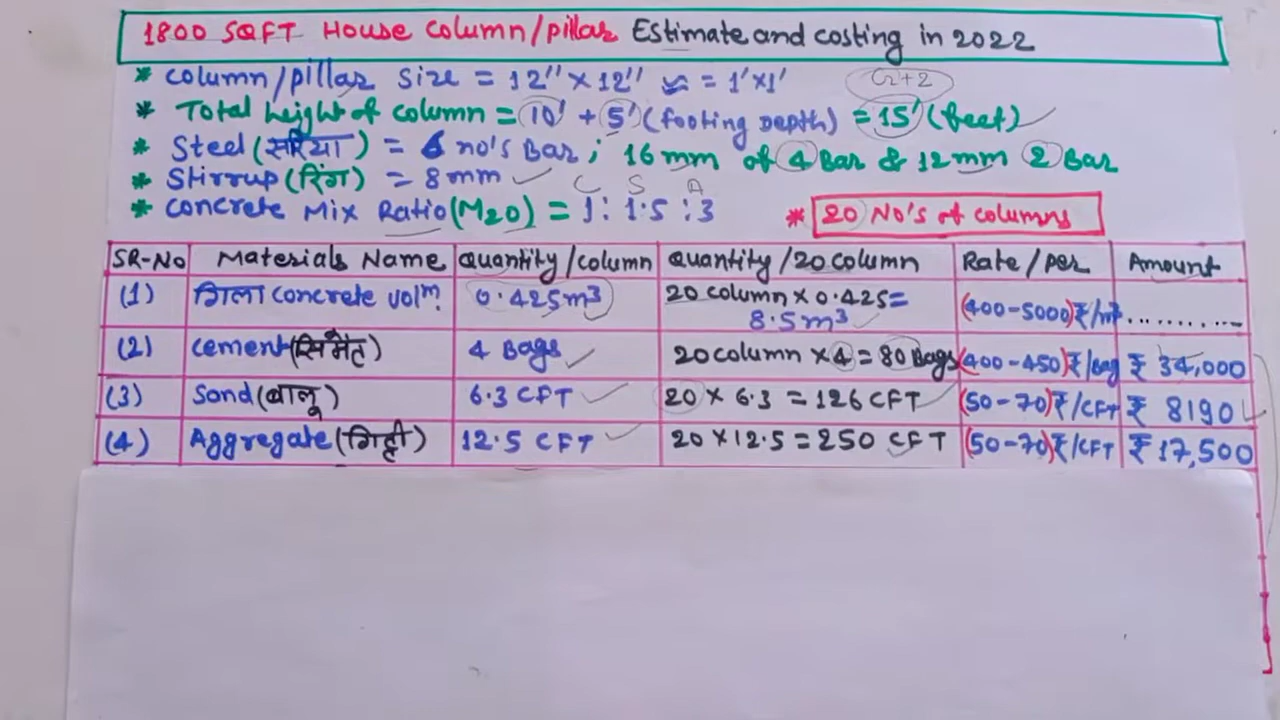 1800 SQFT House Column/pillar Estimate and costing in 2022
* Column/pillar Size = 12" x 12" = 1' x 1' G+2
* Total height of column = 10' + 5' (footing Depth) = 15' (feet)
* Steel (सरिया) = 6 no's Bar; 16 mm of 4 Bar & 12 mm 2 Bar
* Stirrup (रिंग) = 8 mm
C S A
* Concrete Mix Ratio (M20) = 1 : 1.5 : 3 * 20 No's of columns
SR-No Materials Name Quantity/column Quantity/20 column Rate/per Amount
(1) गिला concrete volm. 0.425 m³ 20 column x 0.425 = (400-5000)₹/m³ ..........
8.5 m³
(2) Cement (सिमेंट) 4 Bags 20 column x 4 = 80 Bags (400-450)₹/bag ₹ 34,000
(3) Sand (बालू) 6.3 CFT 20 x 6.3 = 126 CFT (50-70)₹/CFT ₹ 8190
(4) Aggregate (गिट्टी) 12.5 CFT 20 x 12.5 = 250 CFT (50-70)₹/CFT ₹ 17,500